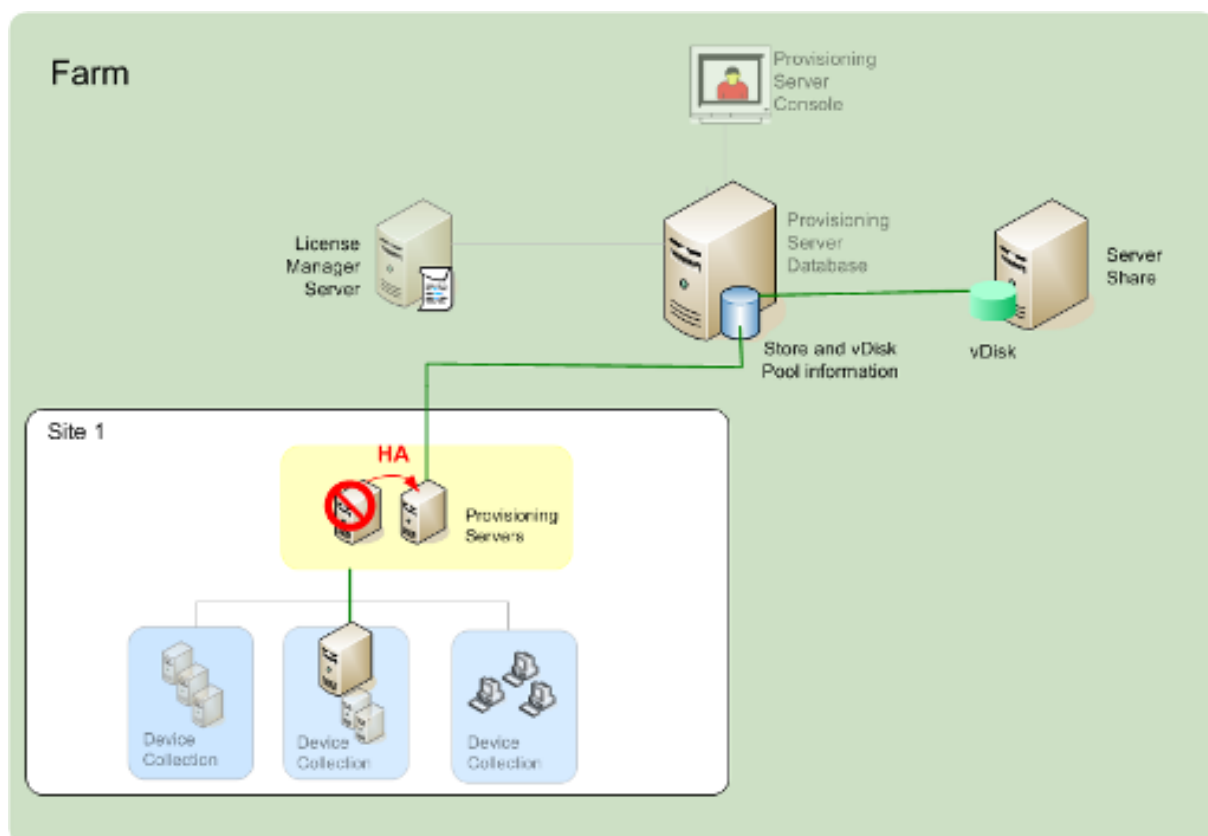 Farm
Provisioning
Server
Console
License
Manager
Server
Provisioning
Server
Database
Server
Share
Store and vDisk
Pool information
vDisk
Site 1
HA
Provisioning
Servers
Device
Collection
Device
Collection
Device
Collection